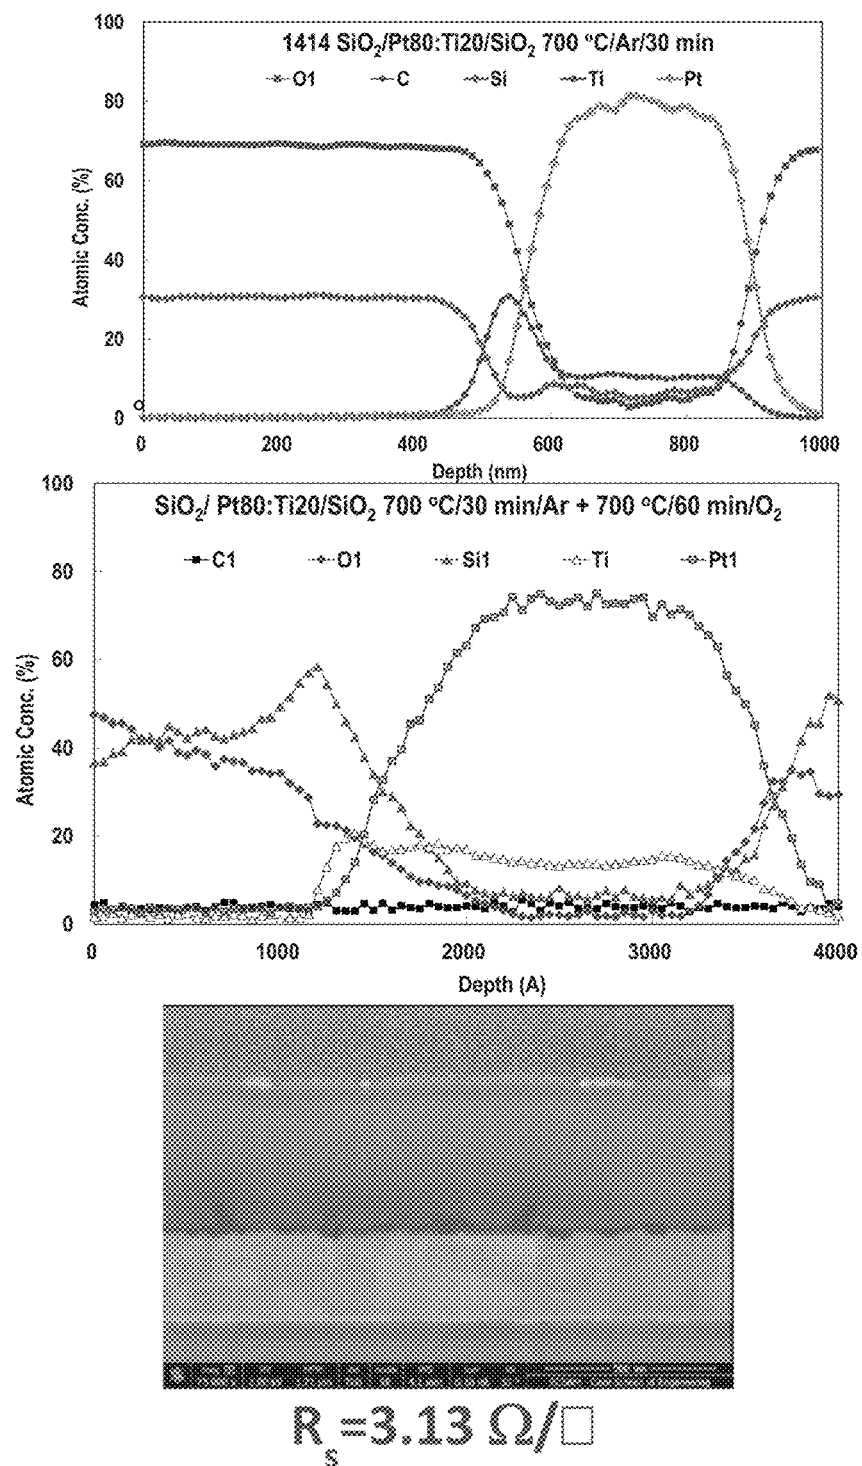 100
1414 SiO₂/Pt80:Ti20/SiO₂ 700 °C/Ar/30 min
O1 C Si Ti Pt
80
60
Atomic Conc. (%)
40
20
0
0 200 400 600 800 1000
Depth (nm)
100
SiO₂/ Pt80:Ti20/SiO₂ 700 °C/30 min/Ar + 700 °C/60 min/O₂
C1 O1 Si1 Ti Pt1
80
60
Atomic Conc. (%)
40
20
0
0 1000 2000 3000 4000
Depth (A)
Rₛ=3.13 Ω/□